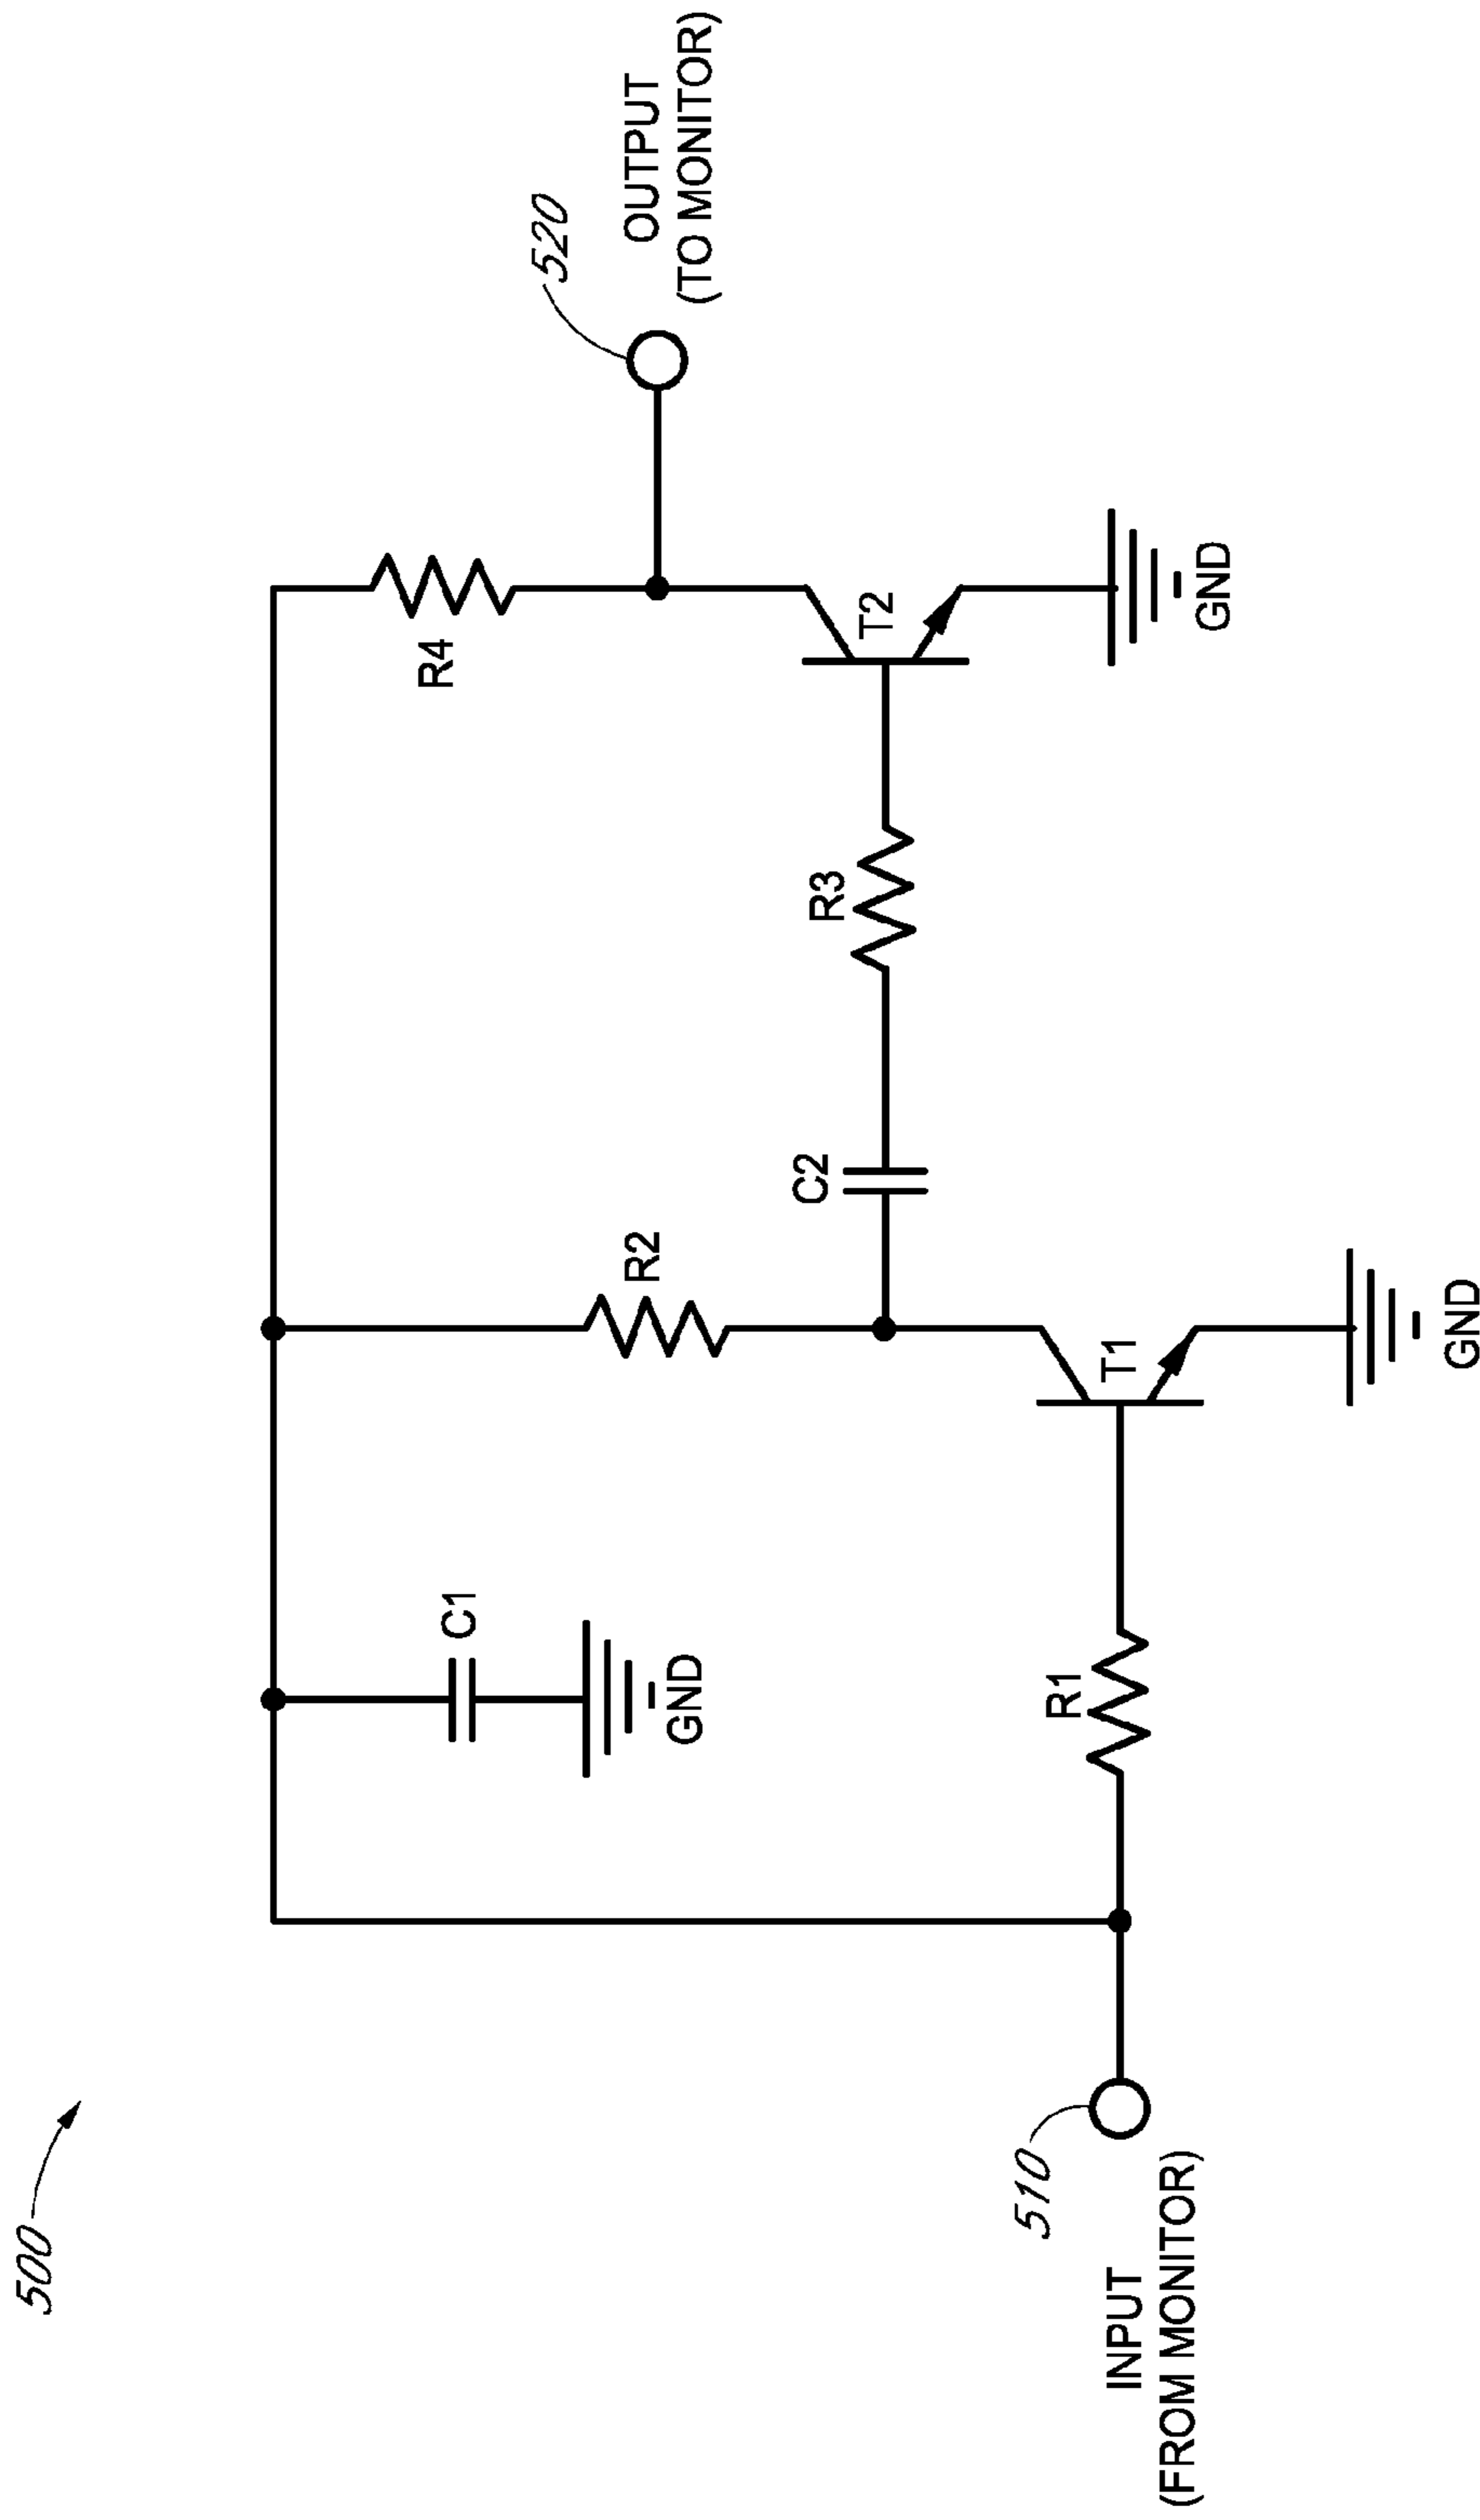 500
520
OUTPUT
(TO MONITOR)
R4
R2
C1
C2
R3
T2
GND
GND
T1
R1
510
INPUT
(FROM MONITOR)
GND